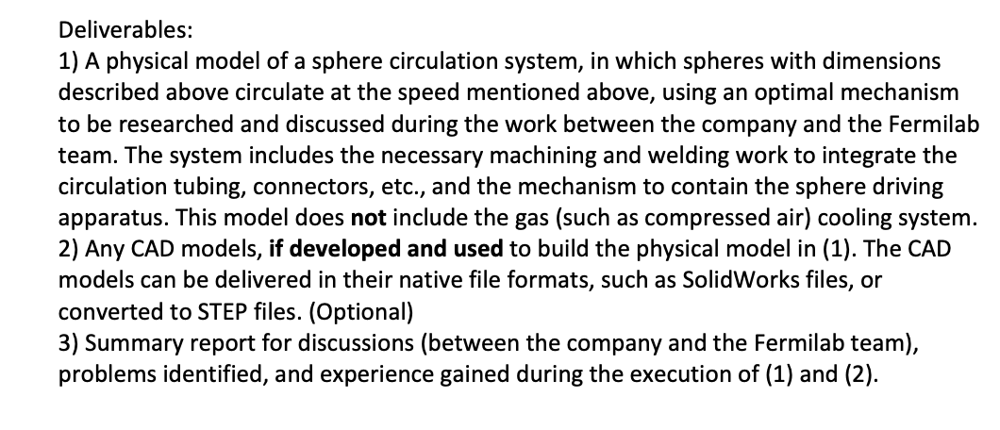 Deliverables:
1) A physical model of a sphere circulation system, in which spheres with dimensions
described above circulate at the speed mentioned above, using an optimal mechanism
to be researched and discussed during the work between the company and the Fermilab
team. The system includes the necessary machining and welding work to integrate the
circulation tubing, connectors, etc., and the mechanism to contain the sphere driving
apparatus. This model does not include the gas (such as compressed air) cooling system.
2) Any CAD models, if developed and used to build the physical model in (1). The CAD
models can be delivered in their native file formats, such as SolidWorks files, or
converted to STEP files. (Optional)
3) Summary report for discussions (between the company and the Fermilab team),
problems identified, and experience gained during the execution of (1) and (2).